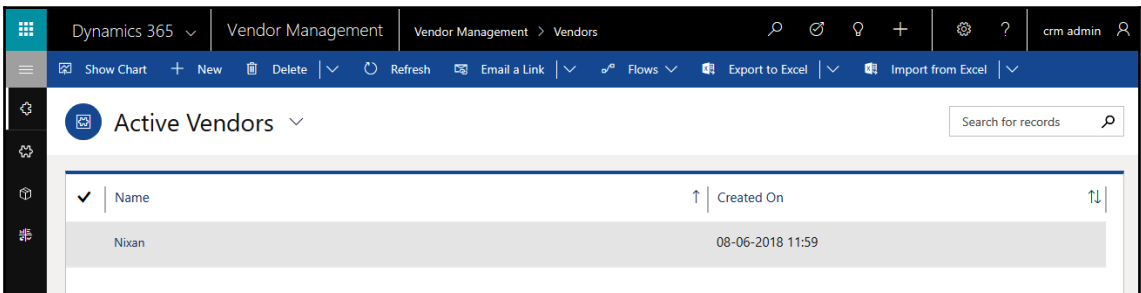 Dynamics 365 Vendor Management Vendor Management > Vendors crm admin
Show Chart New Delete Refresh Email a Link Flows Export to Excel Import from Excel
Active Vendors
Search for records
Name Created On
Nixan 08-06-2018 11:59